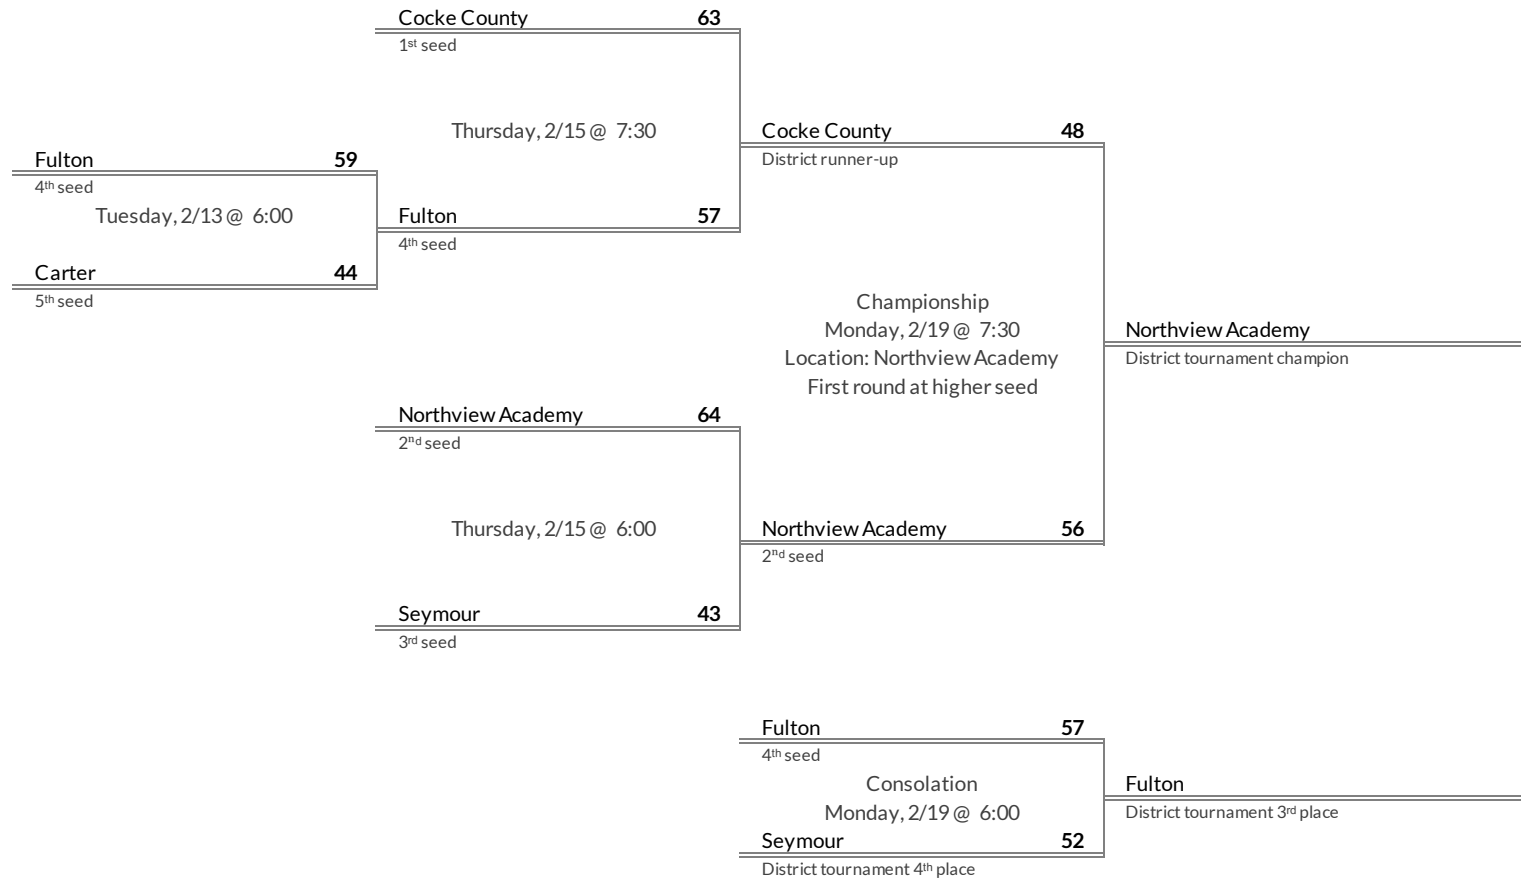 Cocke County 63
1st seed
Thursday, 2/15 @ 7:30
Cocke County 48
District runner-up
Fulton 59
4th seed
Tuesday, 2/13 @ 6:00
Fulton 57
4th seed
Carter 44
5th seed
Championship
Monday, 2/19 @ 7:30
Location: Northview Academy
First round at higher seed
Northview Academy
District tournament champion
Northview Academy 64
2nd seed
Thursday, 2/15 @ 6:00
Northview Academy 56
2nd seed
Seymour 43
3rd seed
Fulton 57
4th seed
Consolation
Monday, 2/19 @ 6:00
Fulton
District tournament 3rd place
Seymour 52
District tournament 4th place